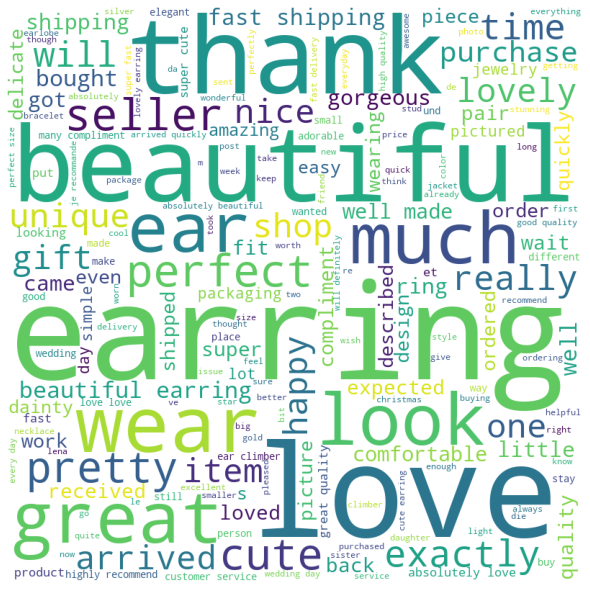 silver
elegant
everything
though
shipping
thank
fast shipping
piece
time
earlobe
da
super cute
super fast
lovely earring
fast delivery
perfectly
everyday
high quality
awesome
photo
sent
getting
will
purchase
delicate
bought
absolutely
wonderful
de
jewelry
stunning
lovely
got
seller
nice
gorgeous
bracelet
stud
und
pair
price
small
many compliment
arrived quickly
amazing
adorable
pictured
long
quickly
perfect size
je recommande
beautiful
put
m
post
take
new
easy
wearing
quick
color
package
week
keep
friend
think
jacket
already
looking
absolutely beautiful
wanted
first
unique
ear
shop
well made
order
good quality
made
cool
took
fit
much
wait
different
gift
worth
re
came
make
even
perfect
compliment
will definitely
described
et
really
good
worn
packaging
ring
design
ordered
recommend
day
simple
shipped
size
two
delivery
thought
earring
wedding
place
feel
wish
style
well
super
happy
give
ordering
issue
sure
beautiful earring
lot
star
better
expected
way
dainty
love love
ve
christmas
buying
helpful
fast
necklace
wear
big
bit
look
one
right
every day
work
lena
gold
ear climber
pleased
picture
great quality
comfortable
little
pretty
item
enough
know
received
excellent
s
cute earring
climber
always
die
stay
great
le
still
smaller
loved
love
quality
go
quite
person
purchased
sister
daughter
light
now
arrived
cute
back
exactly
buy
product
highly recommend
customer service
wedding day
service
absolutely love